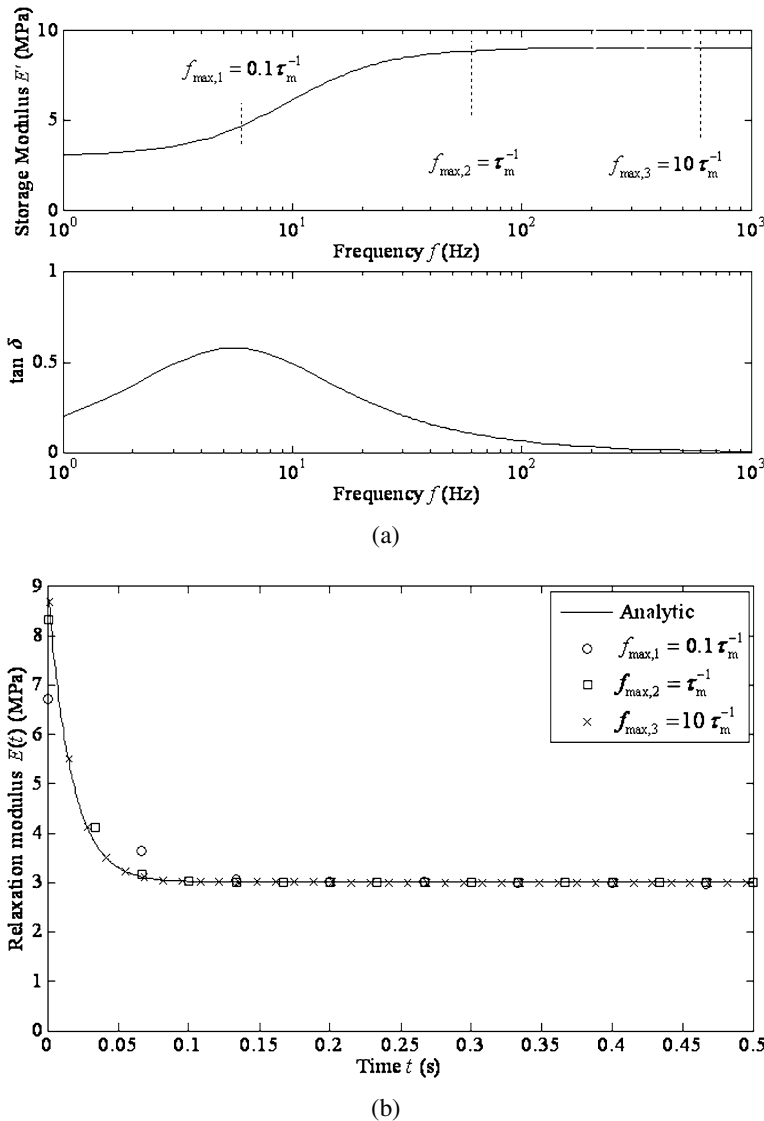 10
5
0
Storage Modulus E' (MPa)
f_max,1 = 0.1 τ_m^-1
f_max,2 = τ_m^-1
f_max,3 = 10 τ_m^-1
10^0 10^1 10^2 10^3
Frequency f (Hz)
1
0.5
0
tan δ
10^0 10^1 10^2 10^3
Frequency f (Hz)
(a)
9
8
7
6
5
4
3
2
1
0
Relaxation modulus E(t) (MPa)
Analytic
f_max,1 = 0.1 τ_m^-1
f_max,2 = τ_m^-1
f_max,3 = 10 τ_m^-1
0 0.05 0.1 0.15 0.2 0.25 0.3 0.35 0.4 0.45 0.5
Time t (s)
(b)